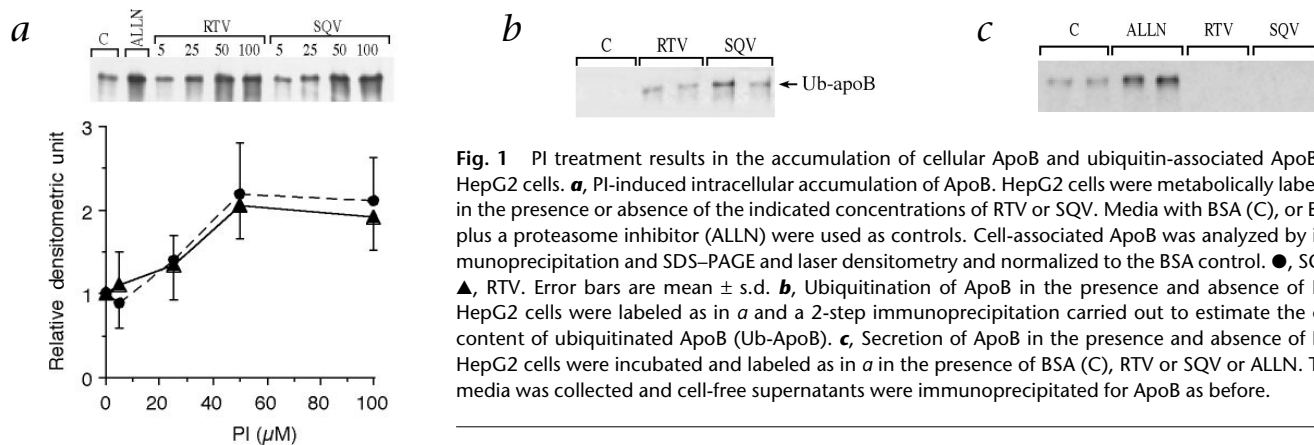 a
C ALLN RTV SQV
5 25 50 100 5 25 50 100
3
2
1
0
Relative densitometric unit
0 20 40 60 80 100
PI (μM)
b
C RTV SQV
Ub-apoB
c
C ALLN RTV SQV
Fig. 1 PI treatment results in the accumulation of cellular ApoB and ubiquitin-associated ApoB
HepG2 cells. a, PI-induced intracellular accumulation of ApoB. HepG2 cells were metabolically label
in the presence or absence of the indicated concentrations of RTV or SQV. Media with BSA (C), or
plus a proteasome inhibitor (ALLN) were used as controls. Cell-associated ApoB was analyzed by i
munoprecipitation and SDS–PAGE and laser densitometry and normalized to the BSA control. ●, SQ
▲, RTV. Error bars are mean ± s.d. b, Ubiquitination of ApoB in the presence and absence of
HepG2 cells were labeled as in a and a 2-step immunoprecipitation carried out to estimate the
content of ubiquitinated ApoB (Ub-ApoB). c, Secretion of ApoB in the presence and absence of
HepG2 cells were incubated and labeled as in a in the presence of BSA (C), RTV or SQV or ALLN. T
media was collected and cell-free supernatants were immunoprecipitated for ApoB as before.